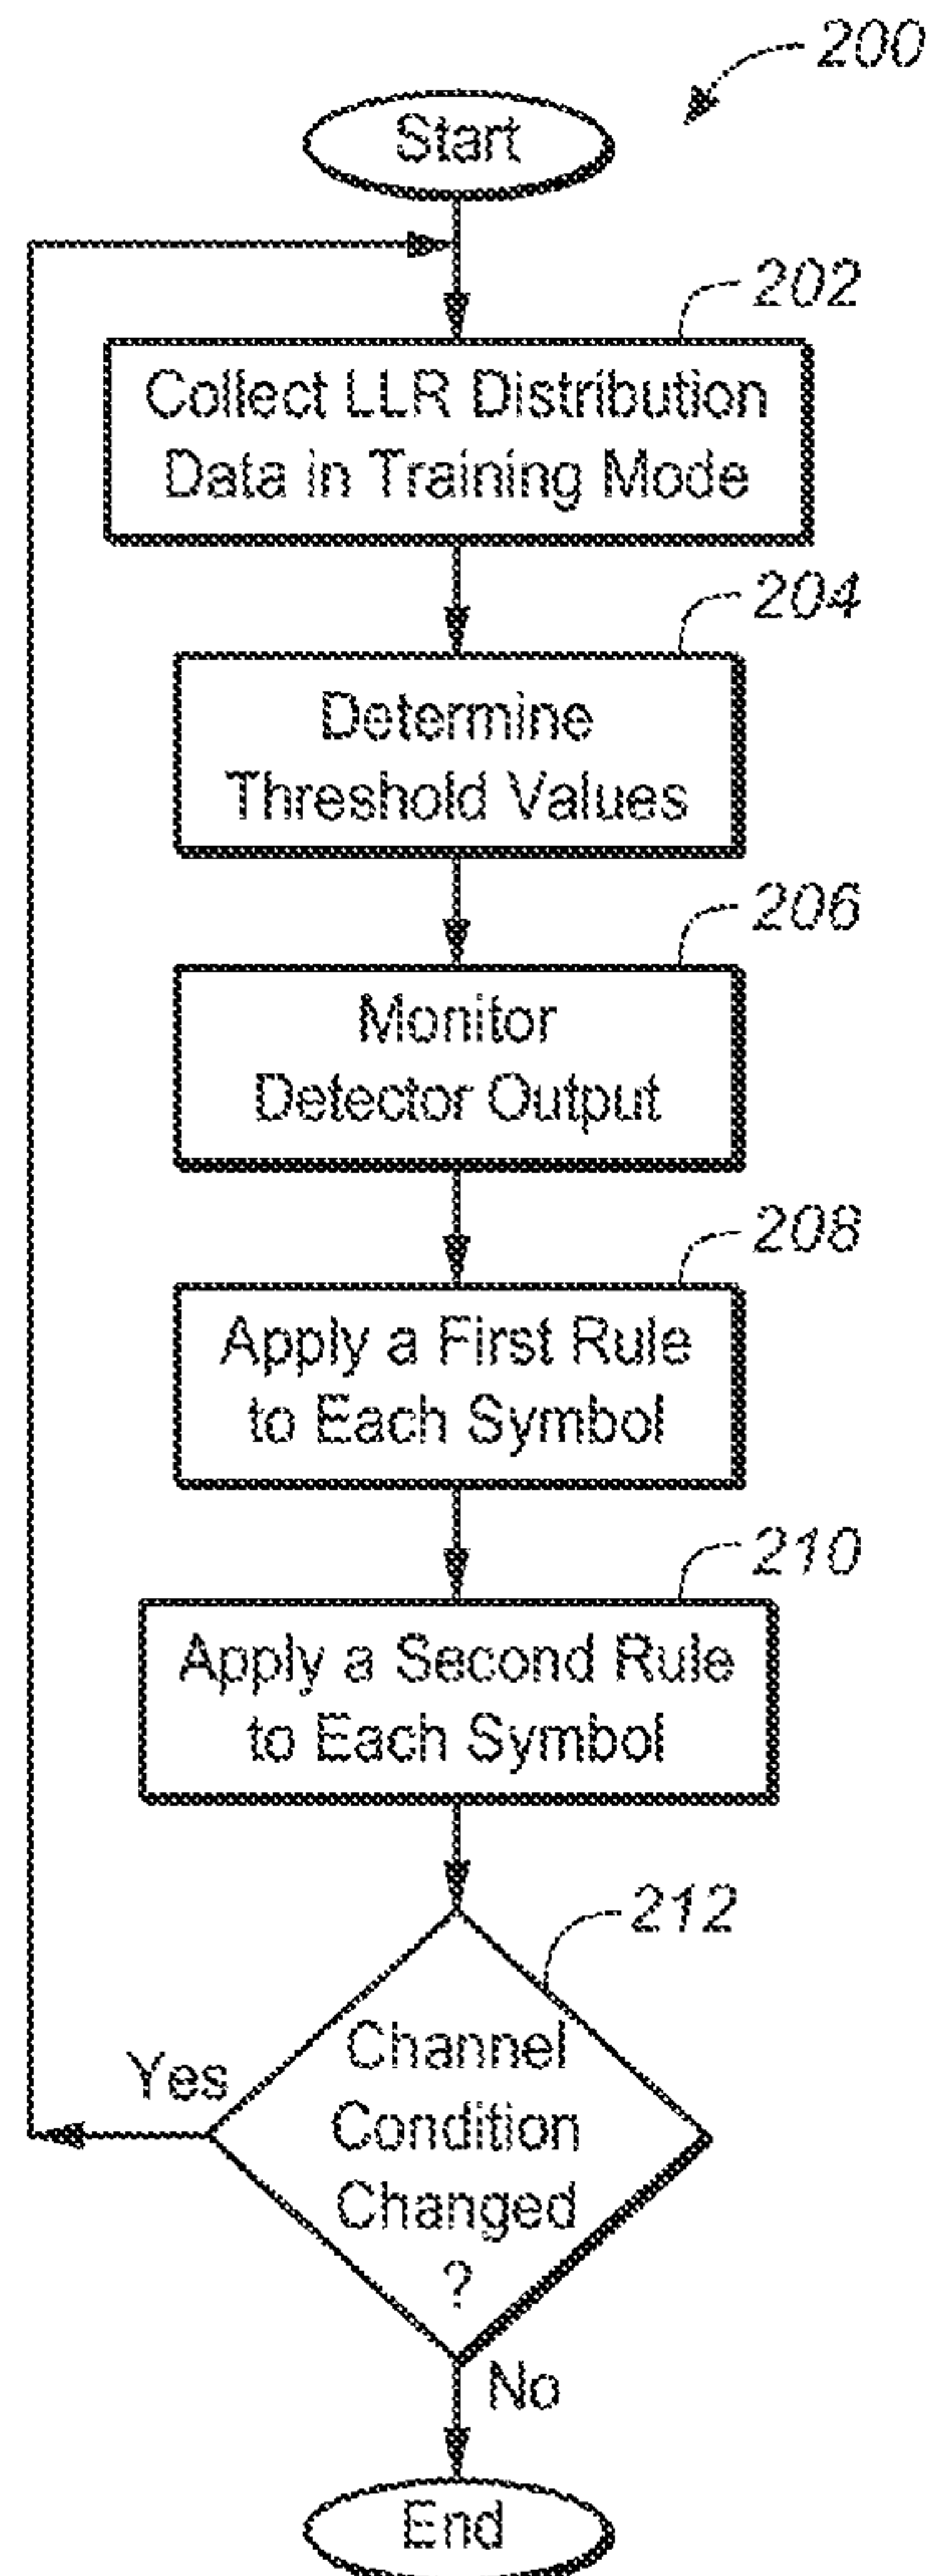 200
Start
202
Collect LLR Distribution
Data in Training Mode
204
Determine
Threshold Values
206
Monitor
Detector Output
208
Apply a First Rule
to Each Symbol
210
Apply a Second Rule
to Each Symbol
212
Channel
Condition
Changed
?
Yes
No
End